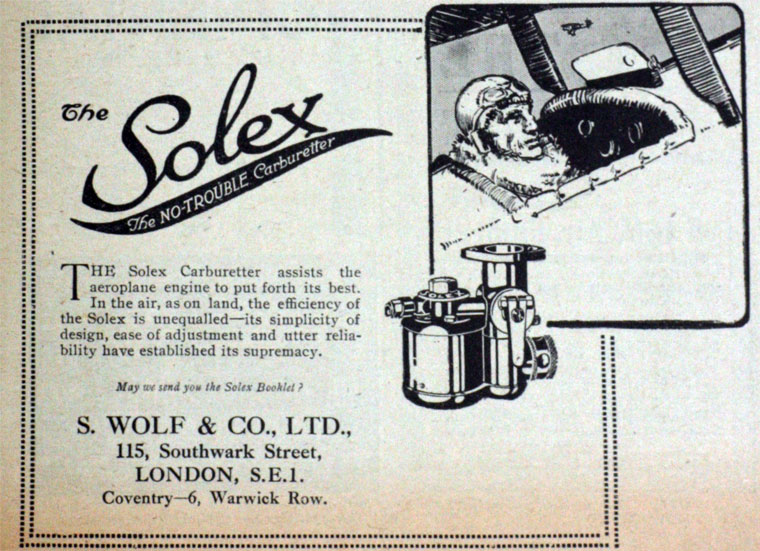 The
Solex
The NO-TROUBLE Carburetter
THE Solex Carburetter assists the
aeroplane engine to put forth its best.
In the air, as on land, the efficiency of
the Solex is unequalled—its simplicity of
design, ease of adjustment and utter relia-
bility have established its supremacy.
May we send you the Solex Booklet?
S. WOLF & CO., LTD.,
115, Southwark Street,
LONDON, S.E.1.
Coventry—6, Warwick Row.